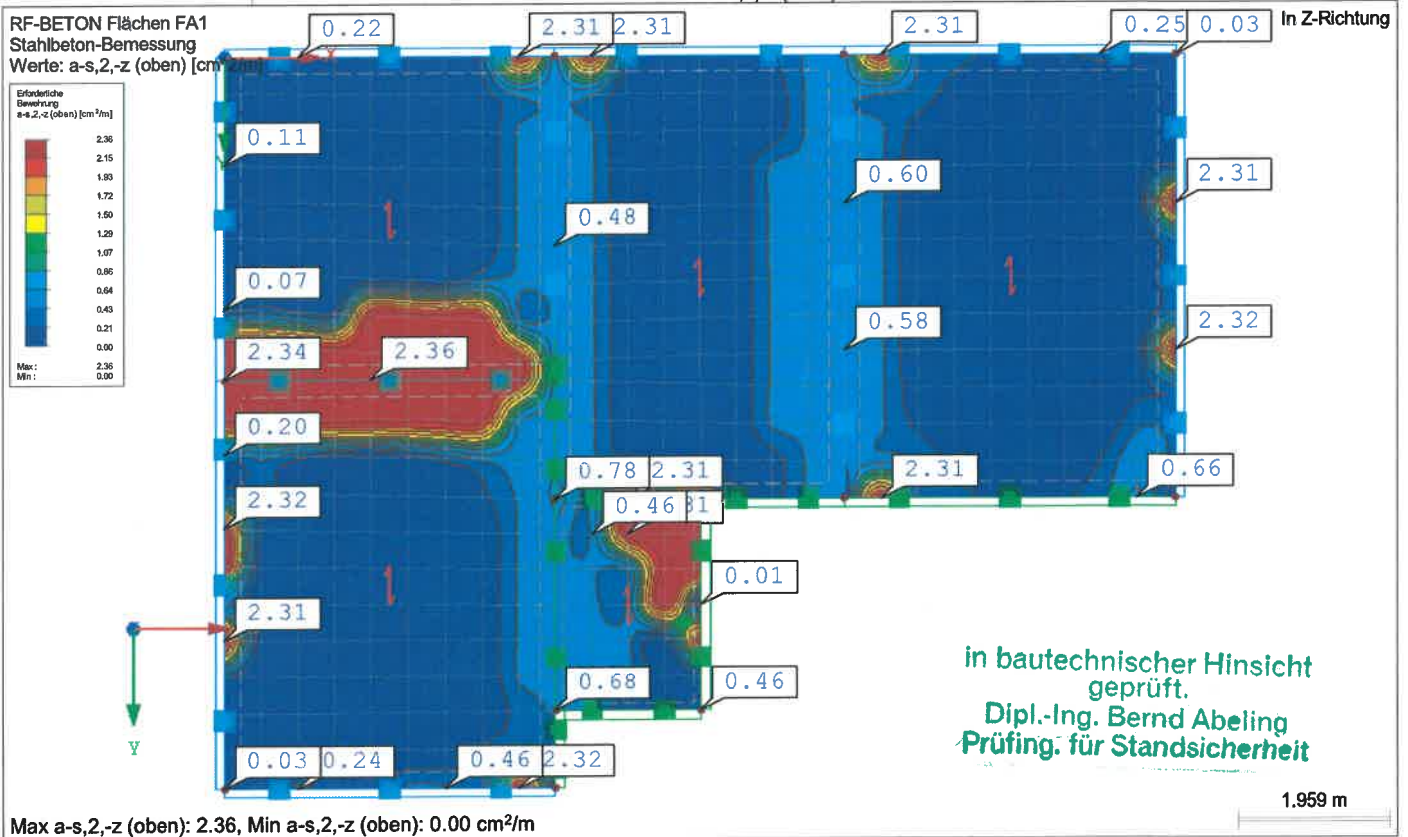 RF-BETON Flächen FA1
Stahlbeton-Bemessung
Werte: a-s,2,-z (oben) [cm²/m]
In Z-Richtung
Erforderliche
Bewehrung
a-s,2,-z (oben) [cm²/m]
2.36
2.15
1.93
1.72
1.50
1.29
1.07
0.86
0.64
0.43
0.21
0.00
Max : 2.36
Min : 0.00
0.22
2.31 2.31
2.31
0.25 0.03
0.11
0.60
2.31
0.48
0.07
0.58
2.32
2.34
2.36
0.20
0.78 2.31
2.31
0.66
2.32
0.46 31
0.01
2.31
0.68
0.46
0.03 0.24
0.46 2.32
Y
in bautechnischer Hinsicht
geprüft.
Dipl.-Ing. Bernd Abeling
Prüfing. für Standsicherheit
1.959 m
Max a-s,2,-z (oben): 2.36, Min a-s,2,-z (oben): 0.00 cm²/m